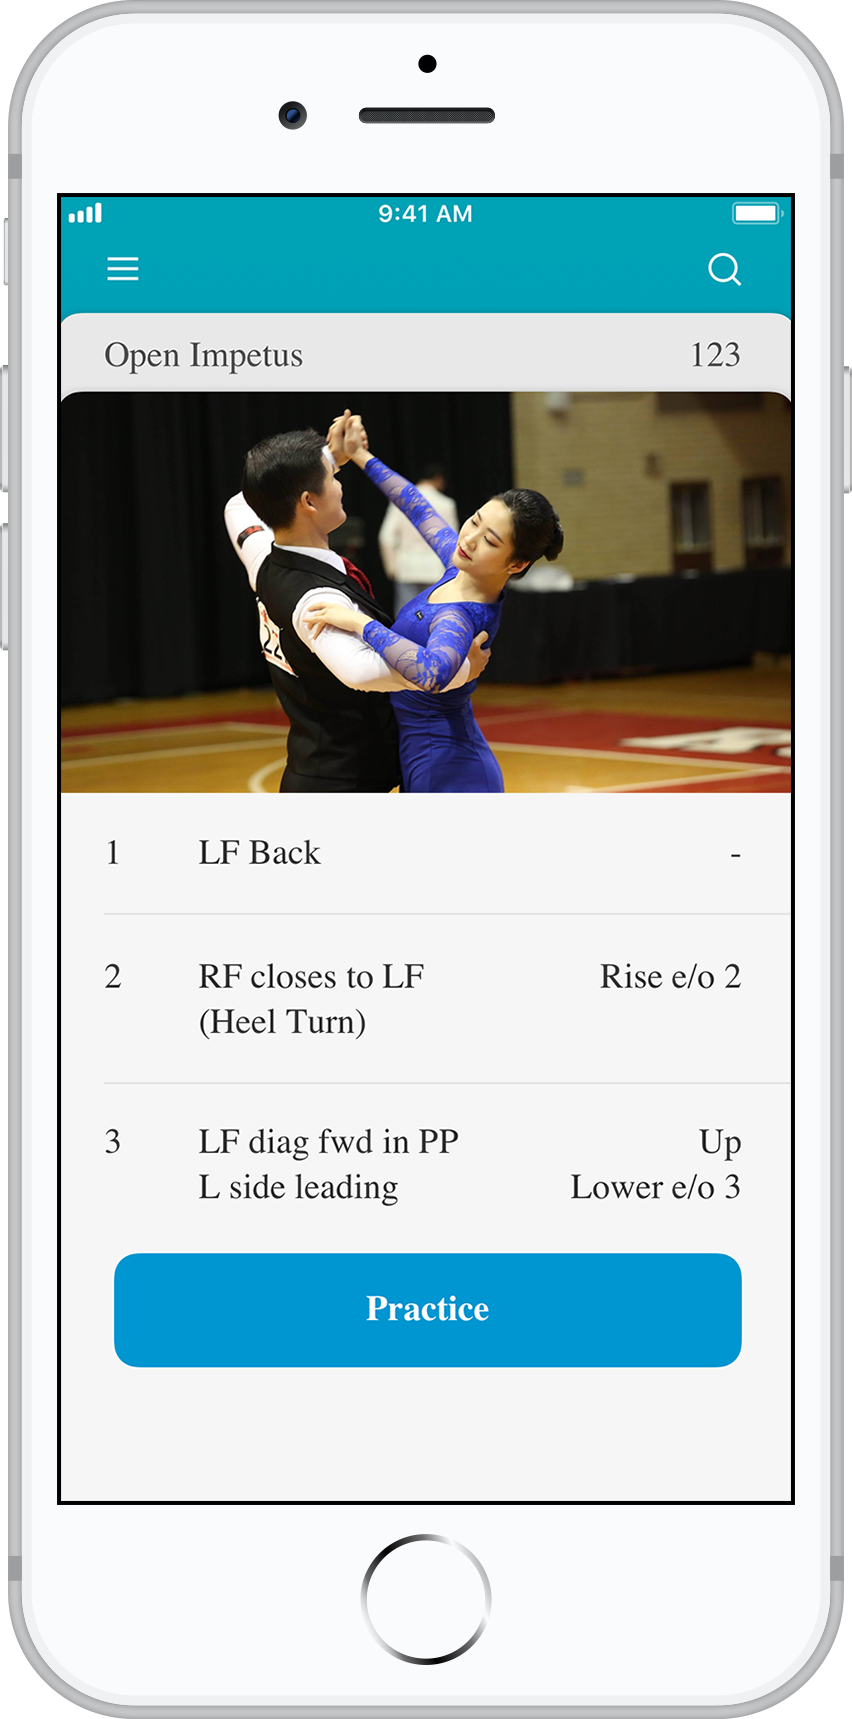 9:41 AM
Open Impetus 123
1 LF Back -
2 RF closes to LF Rise e/o 2
(Heel Turn)
3 LF diag fwd in PP Up
L side leading Lower e/o 3
Practice